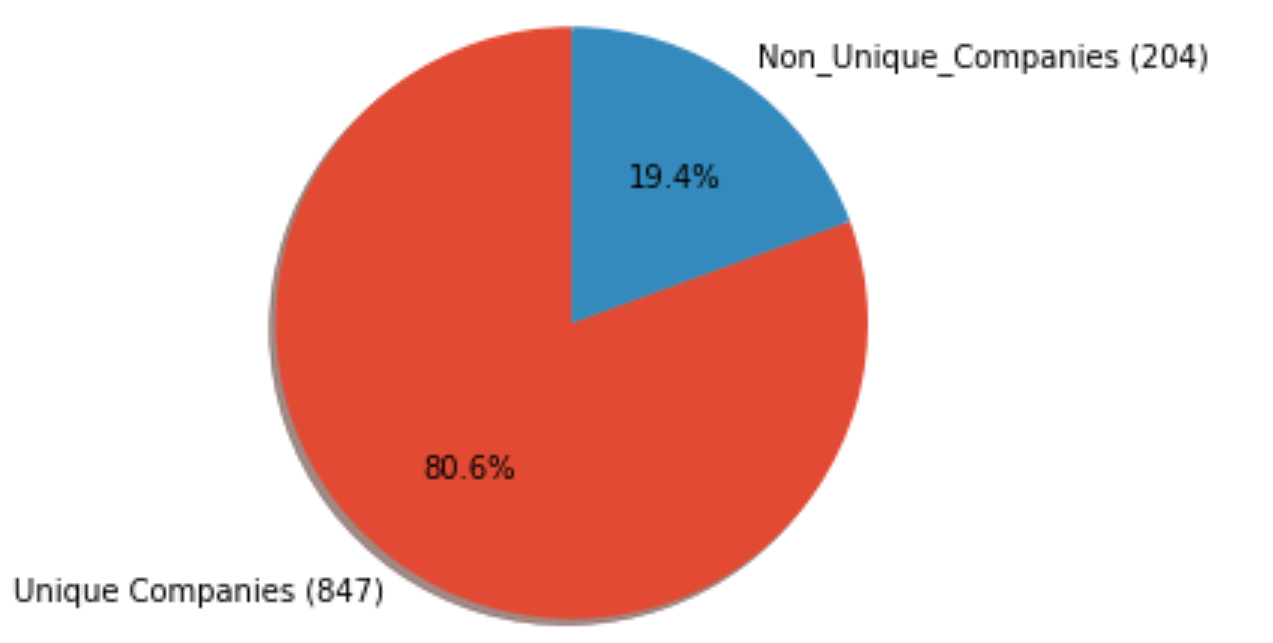 Non_Unique_Companies (204)
19.4%
80.6%
Unique Companies (847)